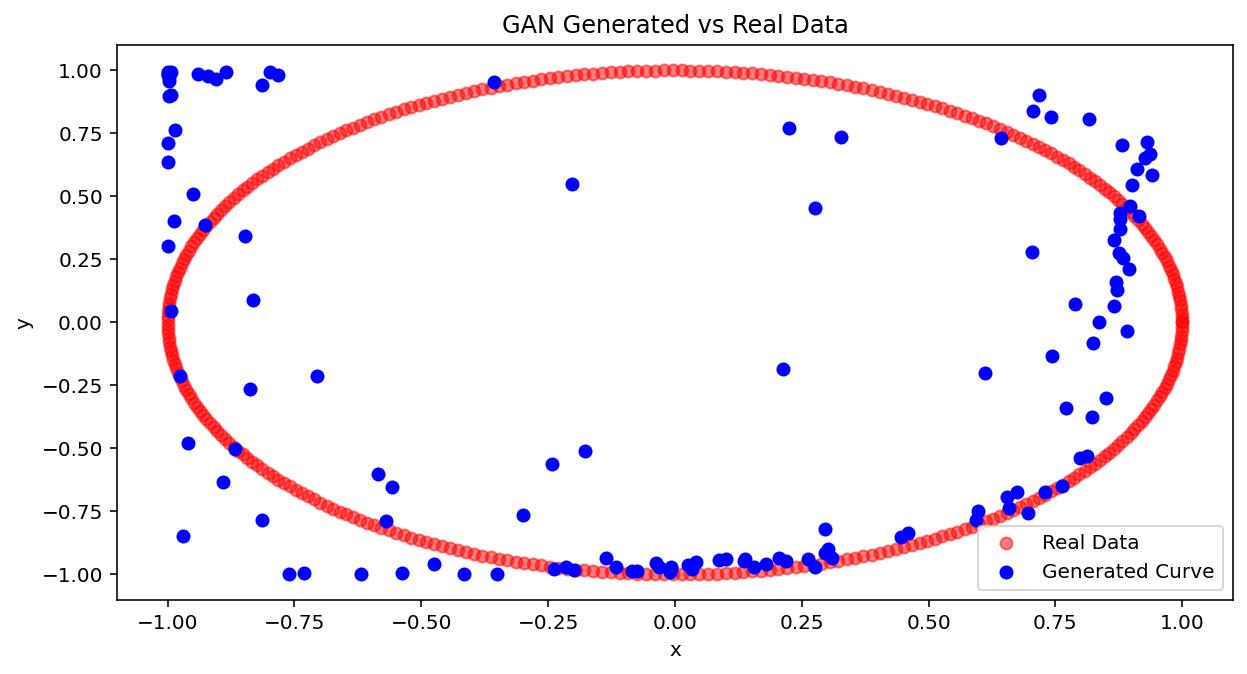 GAN Generated vs Real Data
1.00
0.75
0.50
0.25
0.00
−0.25
−0.50
−0.75
−1.00
y
Real Data
Generated Curve
−1.00 −0.75 −0.50 −0.25 0.00 0.25 0.50 0.75 1.00
x